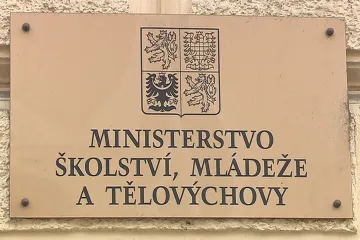 MINISTERSTVO
ŠKOLSTVÍ, MLÁDEŽE
A TĚLOVÝCHOVY